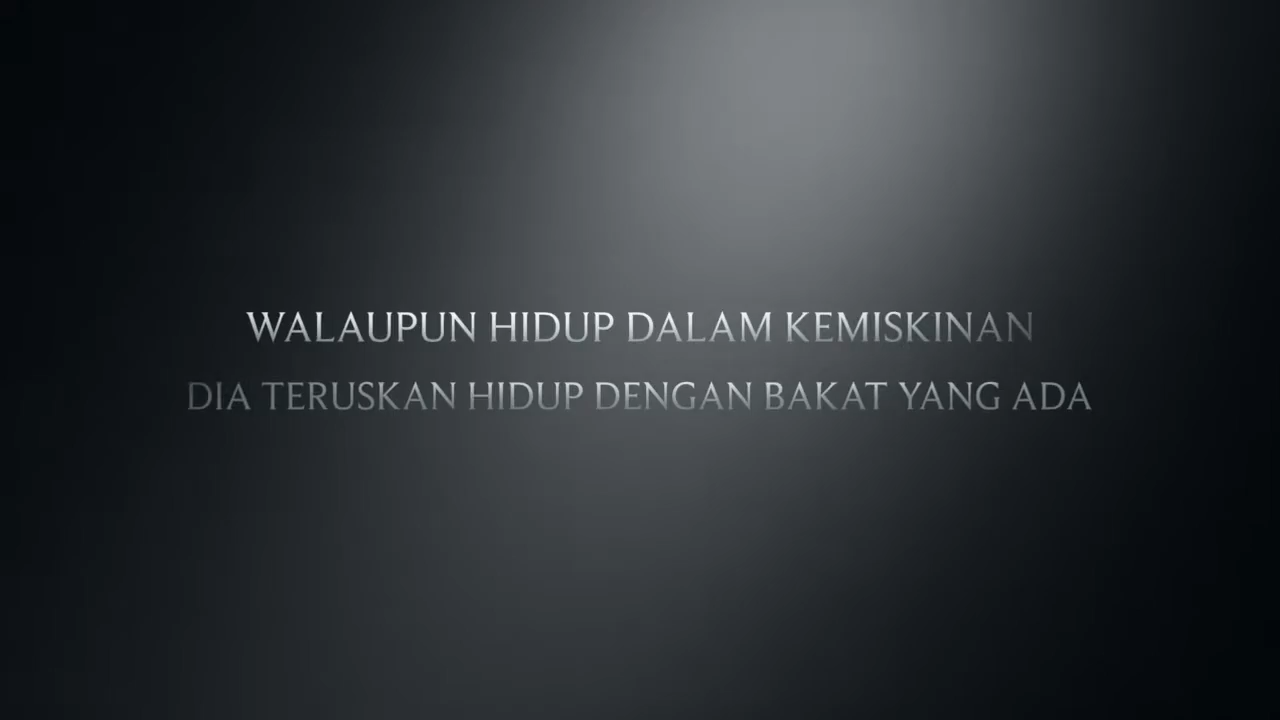 WALAUPUN HIDUP DALAM KEMISKINAN
DIA TERUSKAN HIDUP DENGAN BAKAT YANG ADA